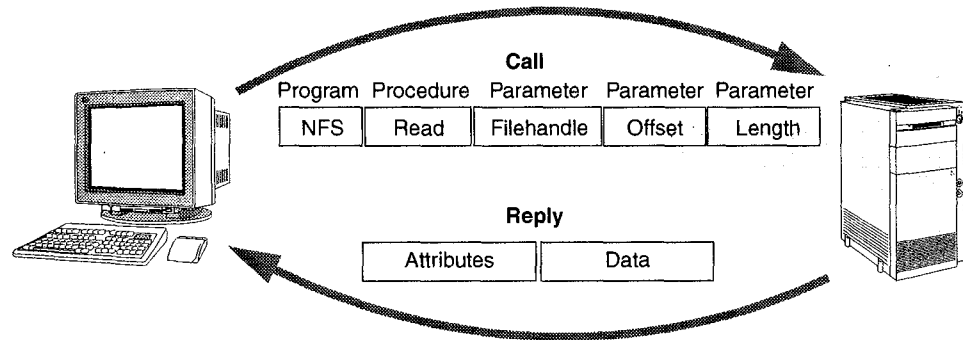 Call
Program Procedure Parameter Parameter Parameter
NFS Read Filehandle Offset Length
Reply
Attributes Data